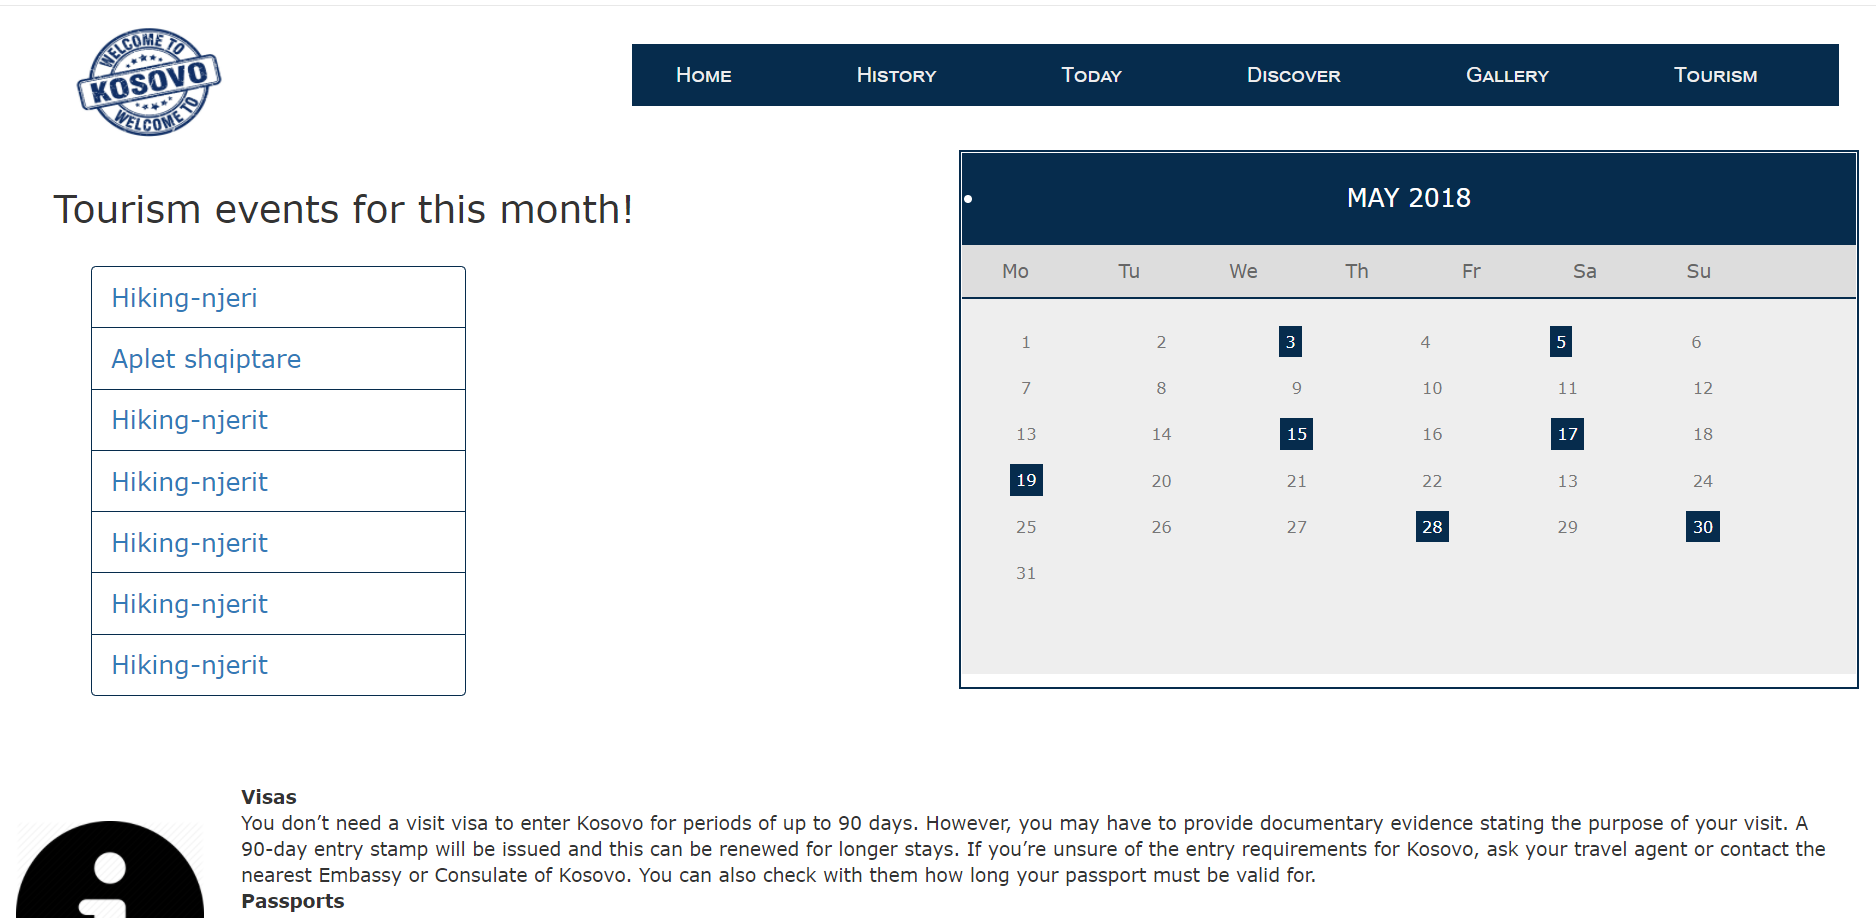 WELCOME TO
KOSOVO
WELCOME TO
Home History Today Discover Gallery Tourism
Tourism events for this month!
Hiking-njeri
Aplet shqiptare
Hiking-njerit
Hiking-njerit
Hiking-njerit
Hiking-njerit
Hiking-njerit
MAY 2018
Mo Tu We Th Fr Sa Su
1 2 3 4 5 6
7 8 9 10 11 12
13 14 15 16 17 18
19 20 21 22 13 24
25 26 27 28 29 30
31
Visas
You don’t need a visit visa to enter Kosovo for periods of up to 90 days. However, you may have to provide documentary evidence stating the purpose of your visit. A
90-day entry stamp will be issued and this can be renewed for longer stays. If you’re unsure of the entry requirements for Kosovo, ask your travel agent or contact the
nearest Embassy or Consulate of Kosovo. You can also check with them how long your passport must be valid for.
Passports